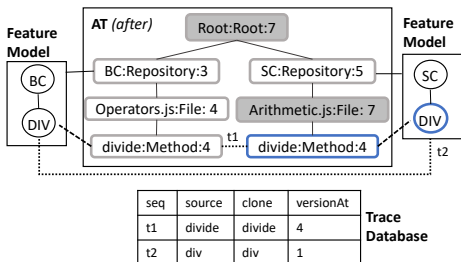 AT (after)
Root:Root:7
Feature
Model
Feature
Model
BC
BC:Repository:3
SC:Repository:5
SC
Operators.js:File: 4
Arithmetic.js:File: 7
DIV
DIV
t1
divide:Method:4
divide:Method:4
t2
seq source clone versionAt
t1 divide divide 4
t2 div div 1
Trace
Database